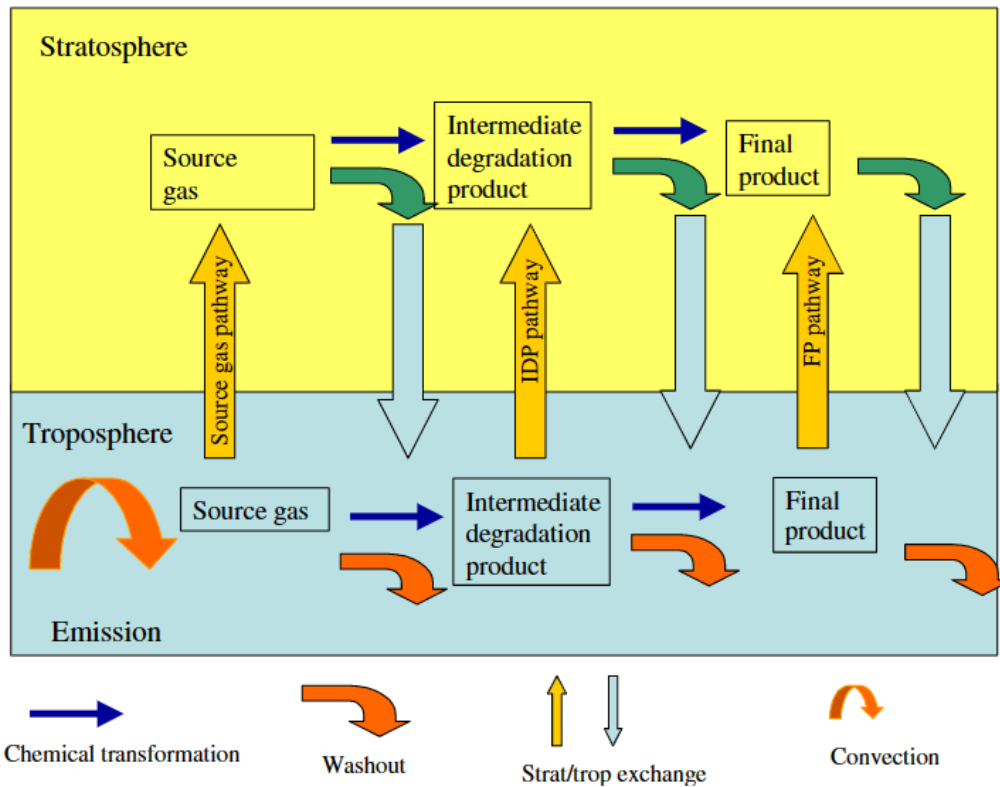 Stratosphere
Source
gas
Intermediate
degradation
product
Final
product
Source gas pathway
IDP pathway
FP pathway
Troposphere
Source gas
Intermediate
degradation
product
Final
product
Emission
Chemical transformation
Washout
Strat/trop exchange
Convection